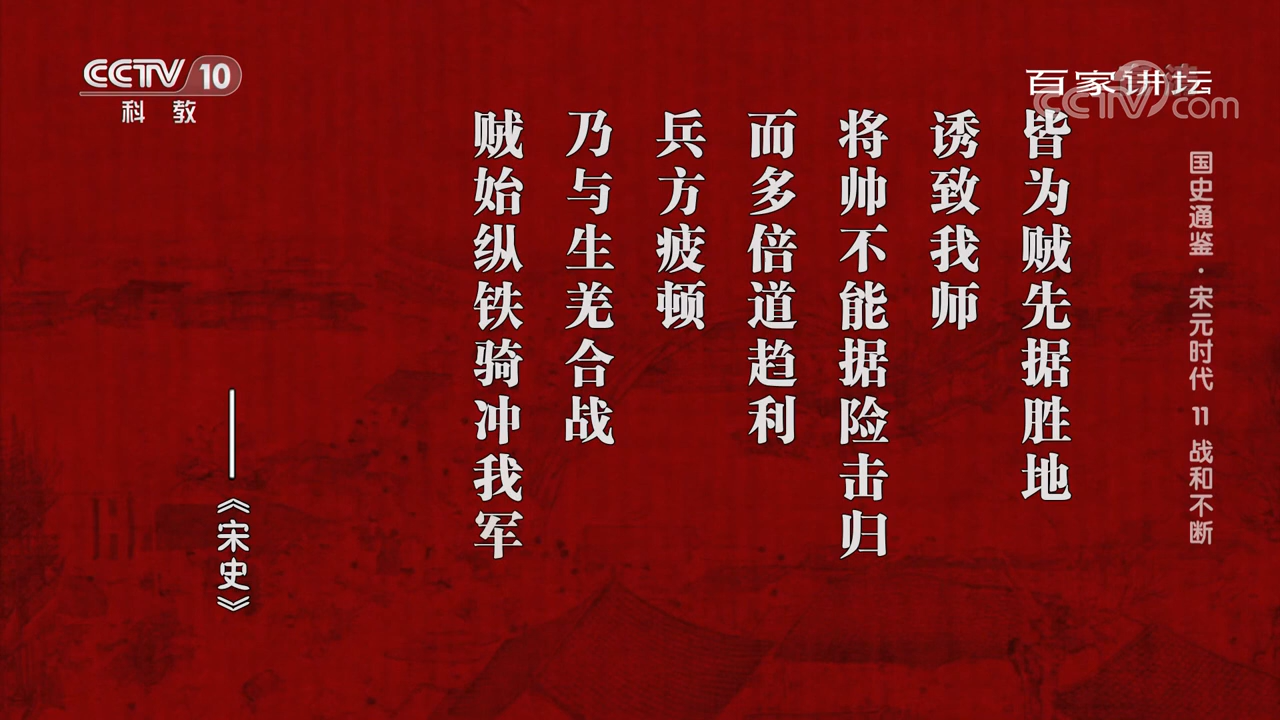 CCTV 10
科教
百家讲坛
CCTV.com
国史通鉴·宋元时代 11 战和不断
皆为贼先据胜地
诱致我师
将帅不能据险击归
而多倍道趋利
兵方疲顿
乃与生羌合战
贼始纵铁骑冲我军
——《宋史》